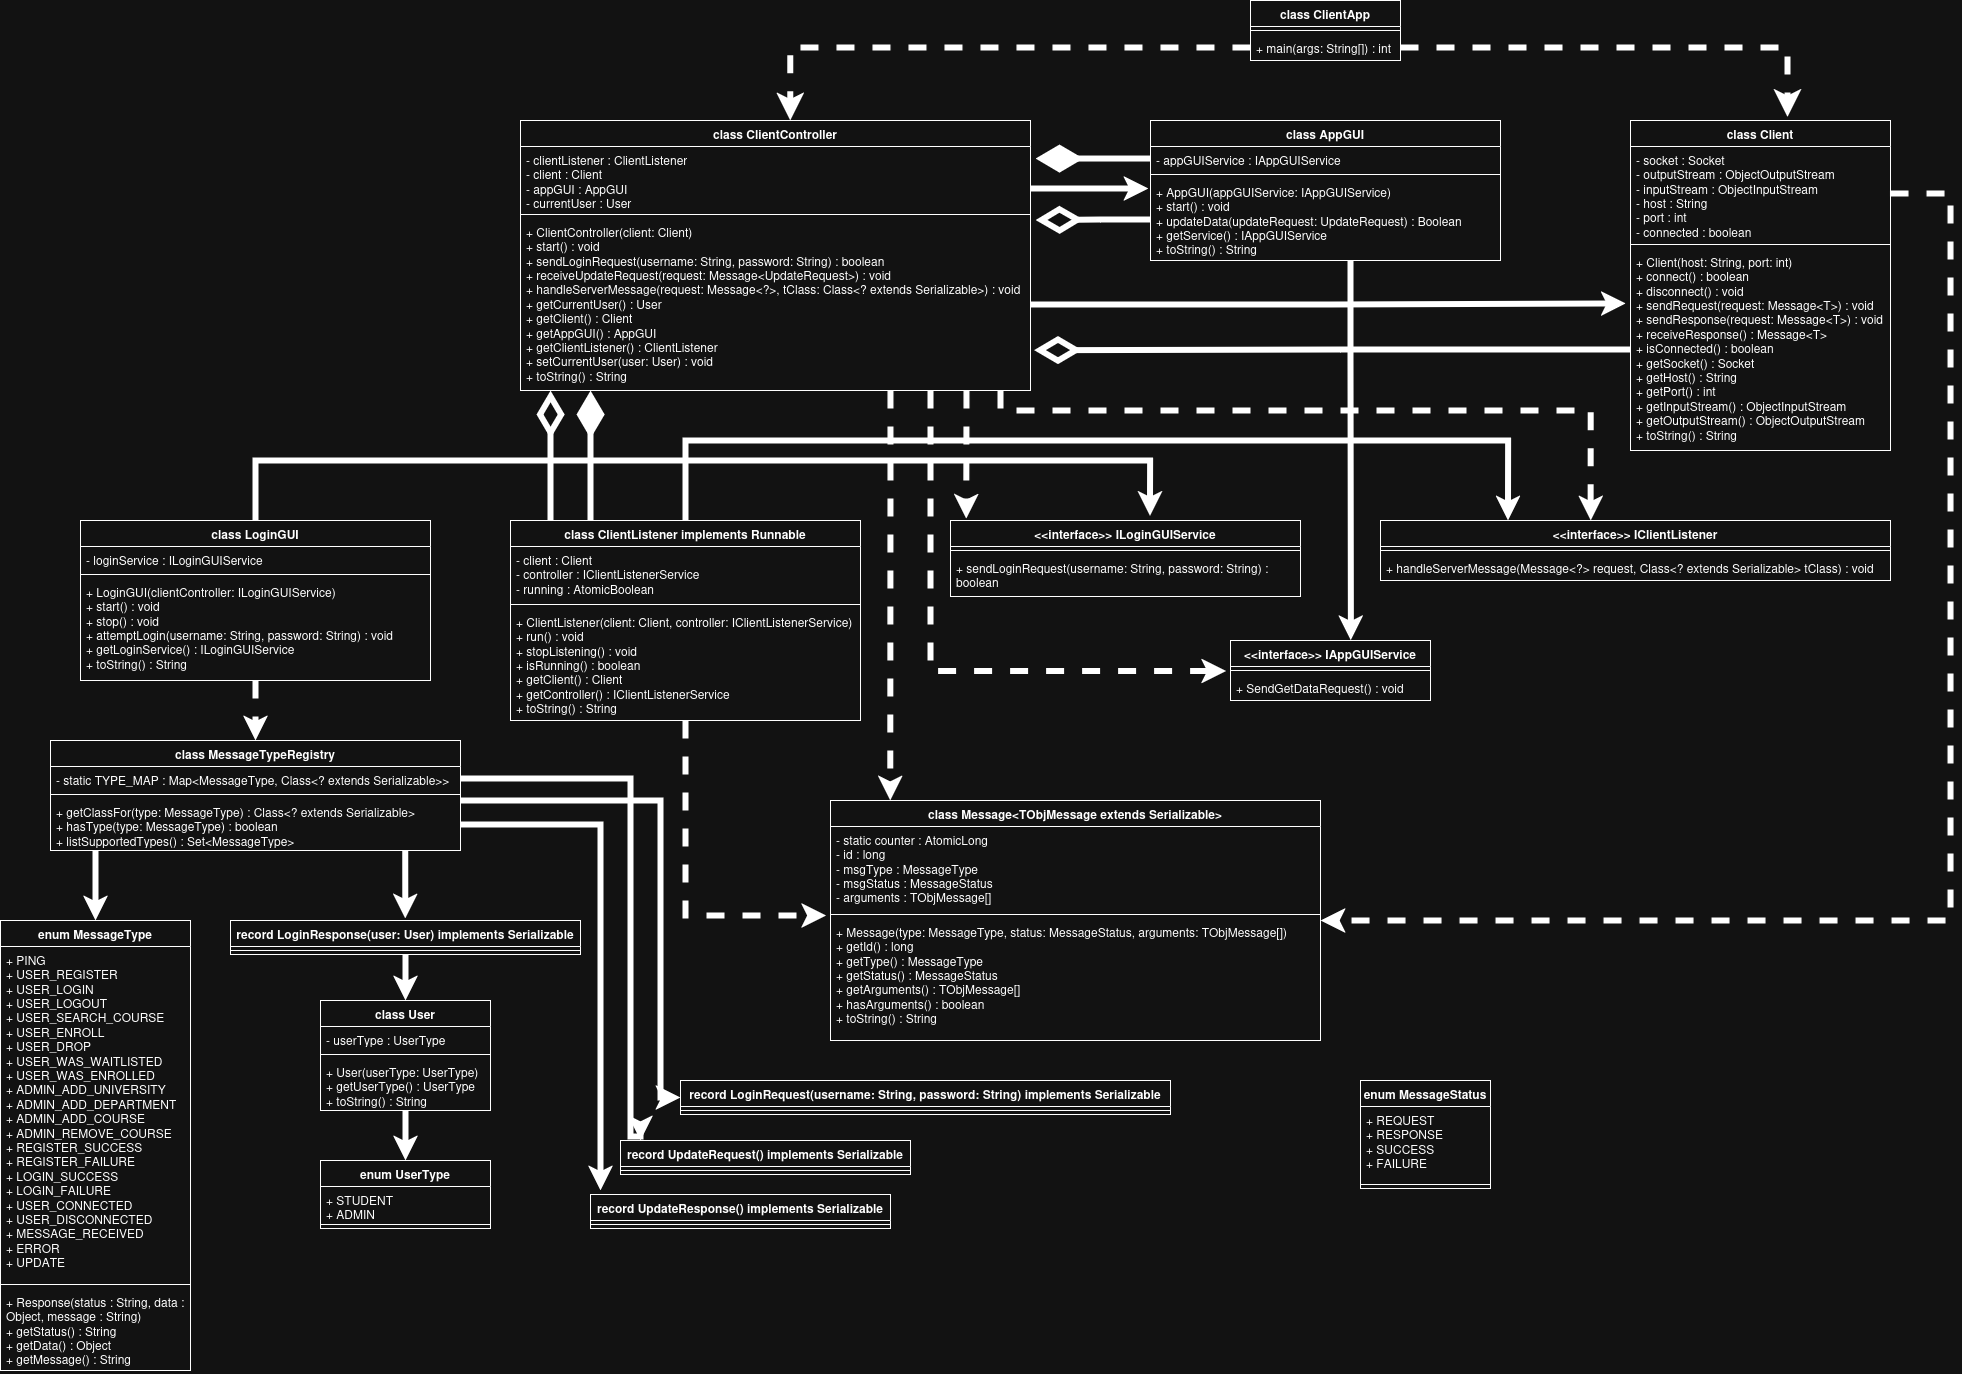 class ClientApp
+ main(args: String[]) : int
class ClientController
- clientListener : ClientListener
- client : Client
- appGUI : AppGUI
- currentUser : User
+ ClientController(client: Client)
+ start() : void
+ sendLoginRequest(username: String, password: String) : boolean
+ receiveUpdateRequest(request: Message<UpdateRequest>) : void
+ handleServerMessage(request: Message<?>, tClass: Class<? extends Serializable>) : void
+ getCurrentUser() : User
+ getClient() : Client
+ getAppGUI() : AppGUI
+ getClientListener() : ClientListener
+ setCurrentUser(user: User) : void
+ toString() : String
class AppGUI
- appGUIService : IAppGUIService
+ AppGUI(appGUIService: IAppGUIService)
+ start() : void
+ updateData(updateRequest: UpdateRequest) : Boolean
+ getService() : IAppGUIService
+ toString() : String
class Client
- socket : Socket
- outputStream : ObjectOutputStream
- inputStream : ObjectInputStream
- host : String
- port : int
- connected : boolean
+ Client(host: String, port: int)
+ connect() : boolean
+ disconnect() : void
+ sendRequest(request: Message<T>) : void
+ sendResponse(request: Message<T>) : void
+ receiveResponse() : Message<T>
+ isConnected() : boolean
+ getSocket() : Socket
+ getHost() : String
+ getPort() : int
+ getInputStream() : ObjectInputStream
+ getOutputStream() : ObjectOutputStream
+ toString() : String
class LoginGUI
- loginService : ILoginGUIService
+ LoginGUI(clientController: ILoginGUIService)
+ start() : void
+ stop() : void
+ attemptLogin(username: String, password: String) : void
+ getLoginService() : ILoginGUIService
+ toString() : String
class ClientListener implements Runnable
- client : Client
- controller : IClientListenerService
- running : AtomicBoolean
+ ClientListener(client: Client, controller: IClientListenerService)
+ run() : void
+ stopListening() : void
+ isRunning() : boolean
+ getClient() : Client
+ getController() : IClientListenerService
+ toString() : String
<<interface>> ILoginGUIService
+ sendLoginRequest(username: String, password: String) :
boolean
<<interface>> IClientListener
+ handleServerMessage(Message<?> request, Class<? extends Serializable> tClass) : void
<<interface>> IAppGUIService
+ SendGetDataRequest() : void
class MessageTypeRegistry
- static TYPE_MAP : Map<MessageType, Class<? extends Serializable>>
+ getClassFor(type: MessageType) : Class<? extends Serializable>
+ hasType(type: MessageType) : boolean
+ listSupportedTypes() : Set<MessageType>
class Message<TObjMessage extends Serializable>
- static counter : AtomicLong
- id : long
- msgType : MessageType
- msgStatus : MessageStatus
- arguments : TObjMessage[]
+ Message(type: MessageType, status: MessageStatus, arguments: TObjMessage[])
+ getId() : long
+ getType() : MessageType
+ getStatus() : MessageStatus
+ getArguments() : TObjMessage[]
+ hasArguments() : boolean
+ toString() : String
enum MessageType
+ PING
+ USER_REGISTER
+ USER_LOGIN
+ USER_LOGOUT
+ USER_SEARCH_COURSE
+ USER_ENROLL
+ USER_DROP
+ USER_WAS_WAITLISTED
+ USER_WAS_ENROLLED
+ ADMIN_ADD_UNIVERSITY
+ ADMIN_ADD_DEPARTMENT
+ ADMIN_ADD_COURSE
+ ADMIN_REMOVE_COURSE
+ REGISTER_SUCCESS
+ REGISTER_FAILURE
+ LOGIN_SUCCESS
+ LOGIN_FAILURE
+ USER_CONNECTED
+ USER_DISCONNECTED
+ MESSAGE_RECEIVED
+ ERROR
+ UPDATE
+ Response(status : String, data :
Object, message : String)
+ getStatus() : String
+ getData() : Object
+ getMessage() : String
record LoginResponse(user: User) implements Serializable
class User
- userType : UserType
+ User(userType: UserType)
+ getUserType() : UserType
+ toString() : String
enum UserType
+ STUDENT
+ ADMIN
record LoginRequest(username: String, password: String) implements Serializable
record UpdateRequest() implements Serializable
record UpdateResponse() implements Serializable
enum MessageStatus
+ REQUEST
+ RESPONSE
+ SUCCESS
+ FAILURE